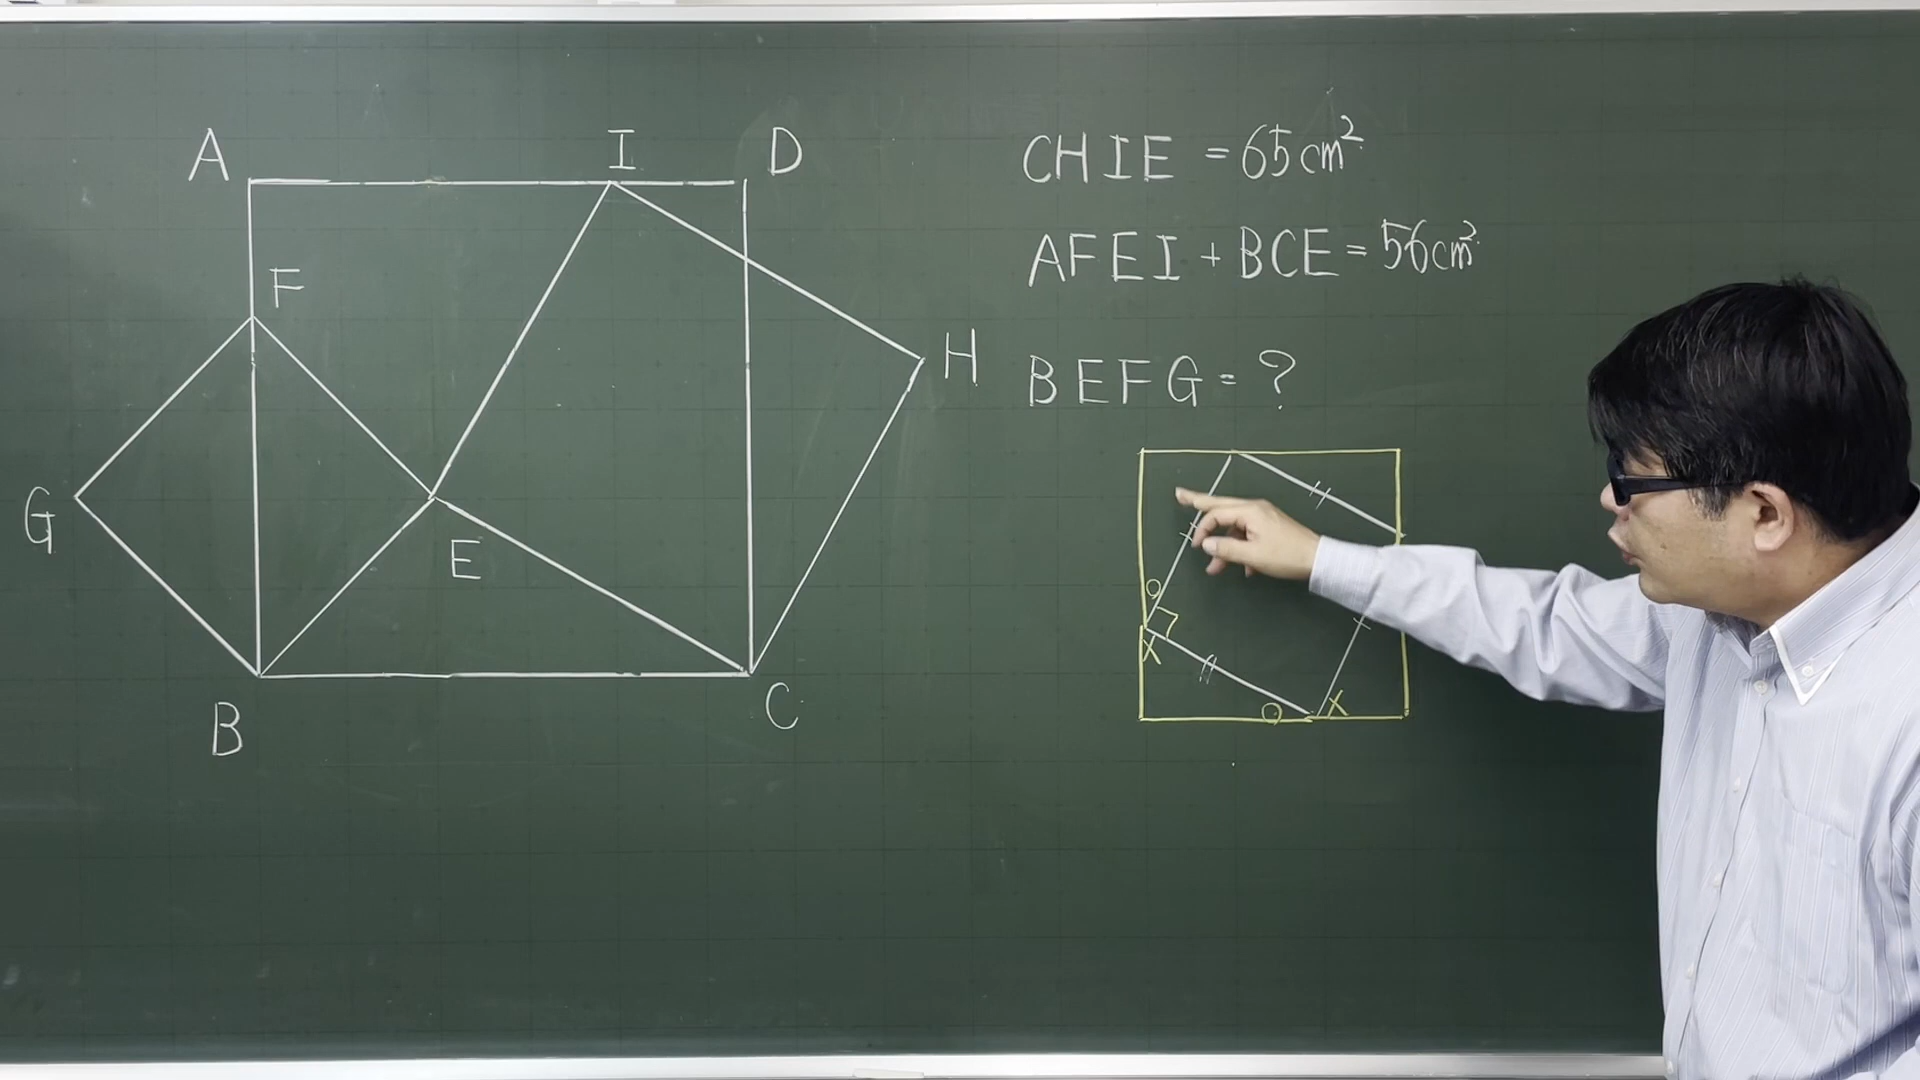 A
I
D
F
H
G
E
B
C
CHIE = 65cm²
AFEI + BCE = 56cm²
BEFG = ?
O
X
O
X